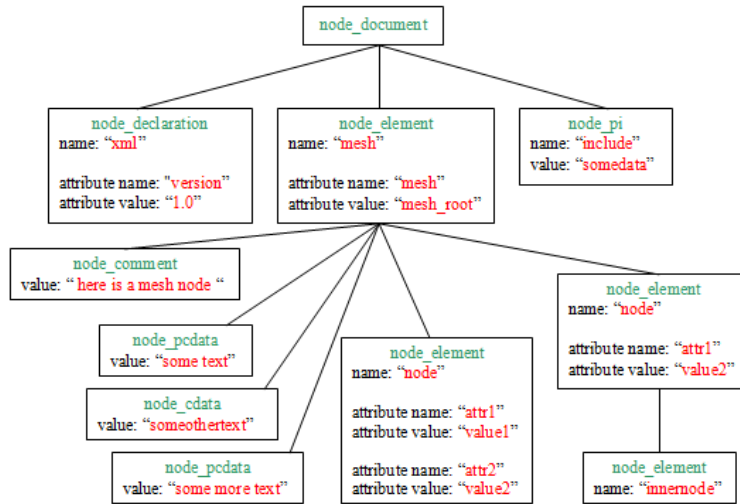 node_document
node_declaration
name: “xml”
attribute name: "version”
attribute value: “1.0”
node_element
name: “mesh”
attribute name: “mesh”
attribute value: “mesh_root”
node_pi
name: “include”
value: “somedata”
node_comment
value: “ here is a mesh node “
node_pcdata
value: “some text”
node_cdata
value: “someothertext”
node_pcdata
value: “some more text”
node_element
name: “node”
attribute name: “attr1”
attribute value: “value1”
attribute name: “attr2”
attribute value: “value2”
node_element
name: “node”
attribute name: “attr1”
attribute value: “value2”
node_element
name: “innernode”